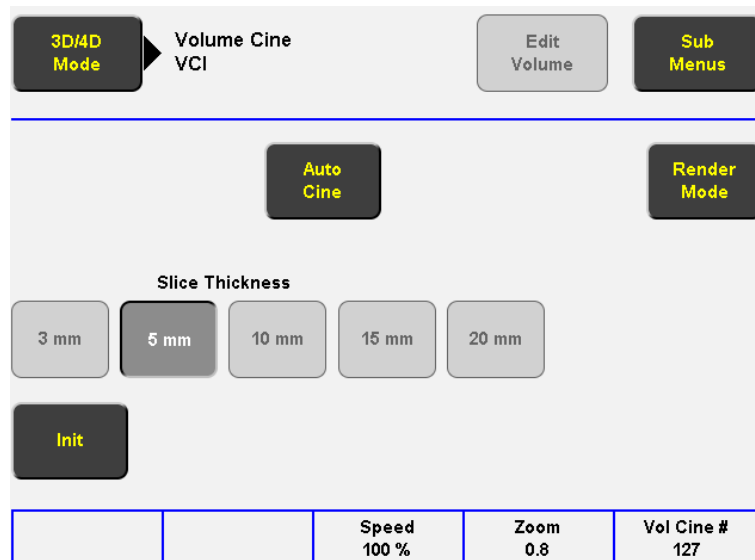 3D/4D
Mode
Volume Cine
VCI
Edit
Volume
Sub
Menus
Auto
Cine
Render
Mode
Slice Thickness
3 mm
5 mm
10 mm
15 mm
20 mm
Init
Speed
100 %
Zoom
0.8
Vol Cine #
127